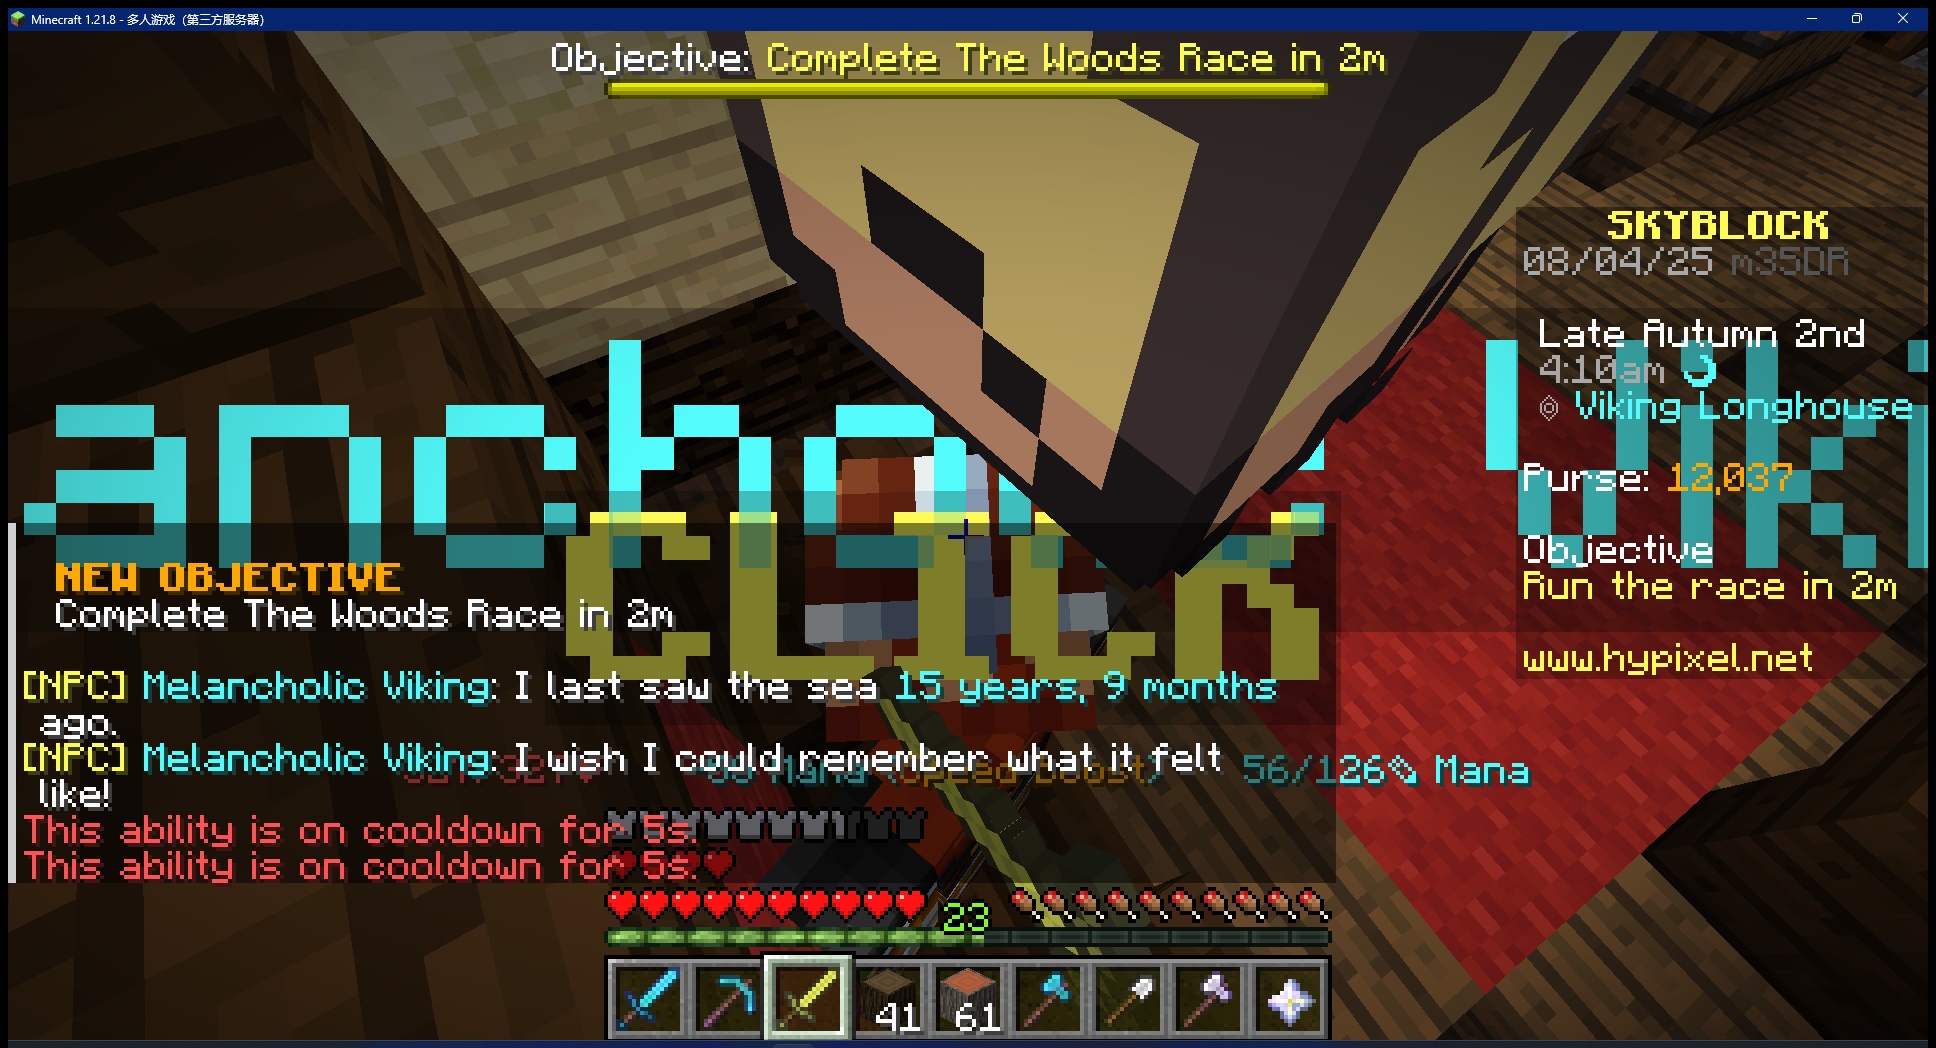 Minecraft 1.21.8 - 多人游戏（第三方服务器）
Objective: Complete The Woods Race in 2m
SKYBLOCK
08/04/25 m35DR
Late Autumn 2nd
4:10am
Viking Longhouse
Purse: 12,037
Objective
Run the race in 2m
www.hypixel.net
CLICK
NEW OBJECTIVE
Complete The Woods Race in 2m
[NPC] Melancholic Viking: I last saw the sea 15 years, 9 months
ago.
[NPC] Melancholic Viking: I wish I could remember what it felt
like!
56/126✎ Mana
This ability is on cooldown for 5s.
This ability is on cooldown for 5s.
23
41
61